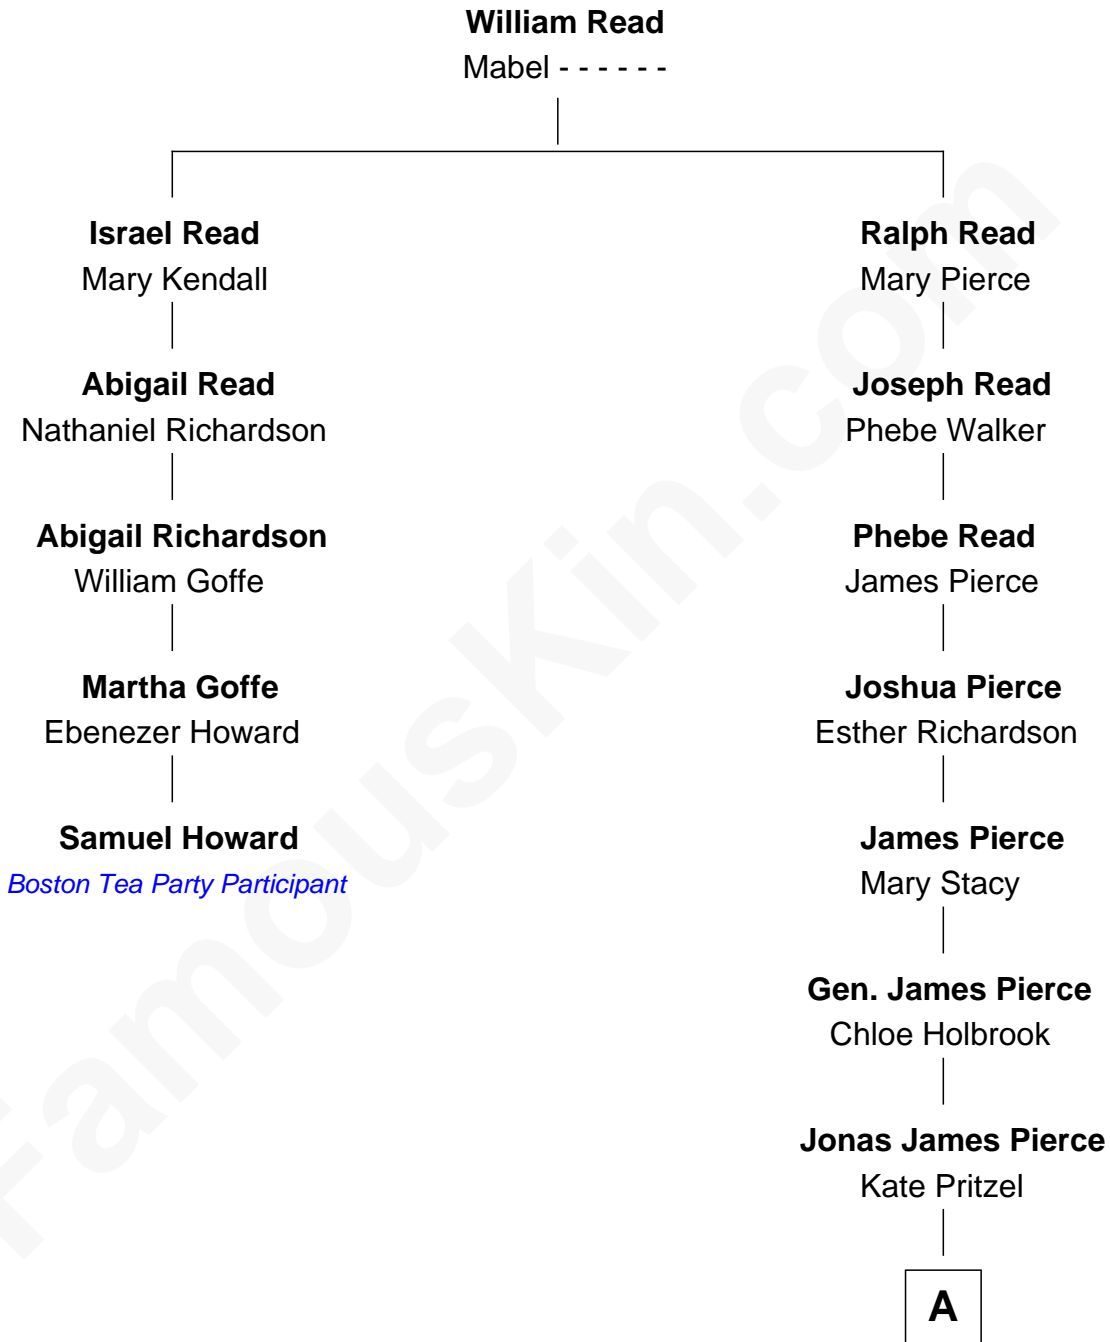 William Read
Mabel - - - - - -
Israel Read
Mary Kendall
Abigail Read
Nathaniel Richardson
Abigail Richardson
William Goffe
Martha Goffe
Ebenezer Howard
Samuel Howard
Boston Tea Party Participant
Ralph Read
Mary Pierce
Joseph Read
Phebe Walker
Phebe Read
James Pierce
Joshua Pierce
Esther Richardson
James Pierce
Mary Stacy
Gen. James Pierce
Chloe Holbrook
Jonas James Pierce
Kate Pritzel
A
FamousKin.com